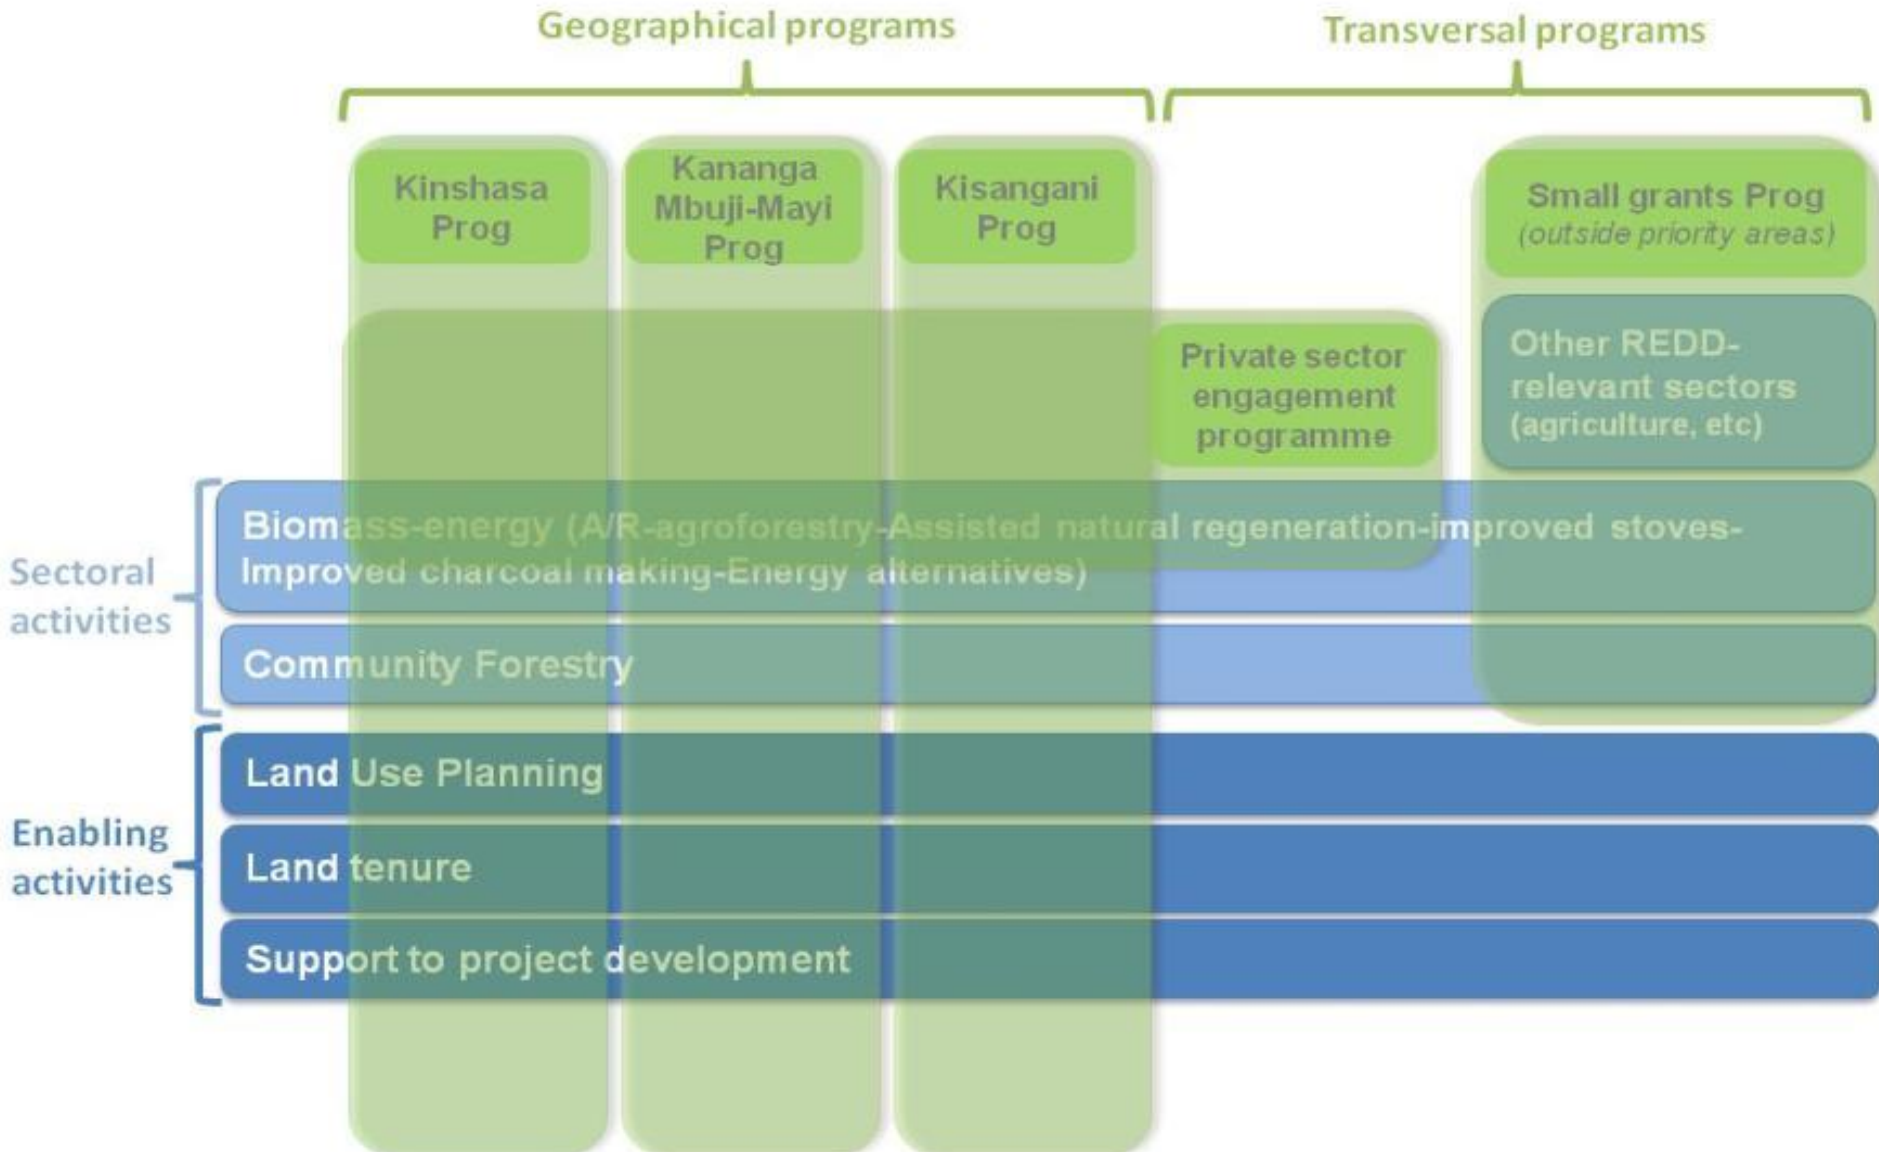 Geographical programs
Transversal programs
Kinshasa
Prog
Kananga
Mbuji-Mayi
Prog
Kisangani
Prog
Small grants Prog
(outside priority areas)
Private sector
engagement
programme
Other REDD-
relevant sectors
(agriculture, etc)
Sectoral
activities
Biomass-energy (A/R-agroforestry-Assisted natural regeneration-improved stoves-
Improved charcoal making-Energy alternatives)
Community Forestry
Enabling
activities
Land Use Planning
Land tenure
Support to project development